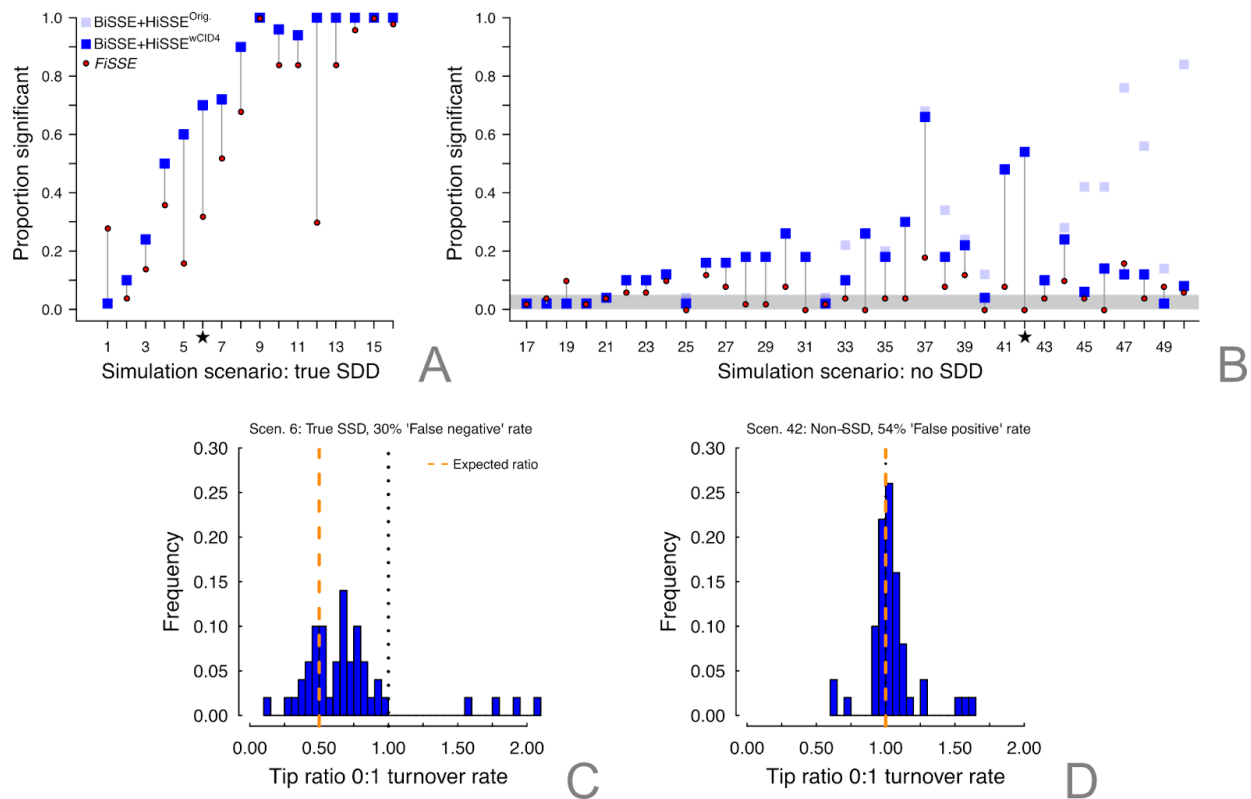 BiSSE+HiSSE^Orig.
BiSSE+HiSSE^wCID4
FiSSE
Proportion significant
1.0
0.8
0.6
0.4
0.2
0.0
1 3 5 7 9 11 13 15
★
Simulation scenario: true SDD
A
Proportion significant
1.0
0.8
0.6
0.4
0.2
0.0
17 19 21 23 25 27 29 31 33 35 37 39 41 43 45 47 49
★
Simulation scenario: no SDD
B
Scen. 6: True SSD, 30% 'False negative' rate
Expected ratio
Frequency
0.30
0.25
0.20
0.15
0.10
0.05
0.00
0.00 0.50 1.00 1.50 2.00
Tip ratio 0:1 turnover rate
C
Scen. 42: Non-SSD, 54% 'False positive' rate
Frequency
0.30
0.25
0.20
0.15
0.10
0.05
0.00
0.00 0.50 1.00 1.50 2.00
Tip ratio 0:1 turnover rate
D